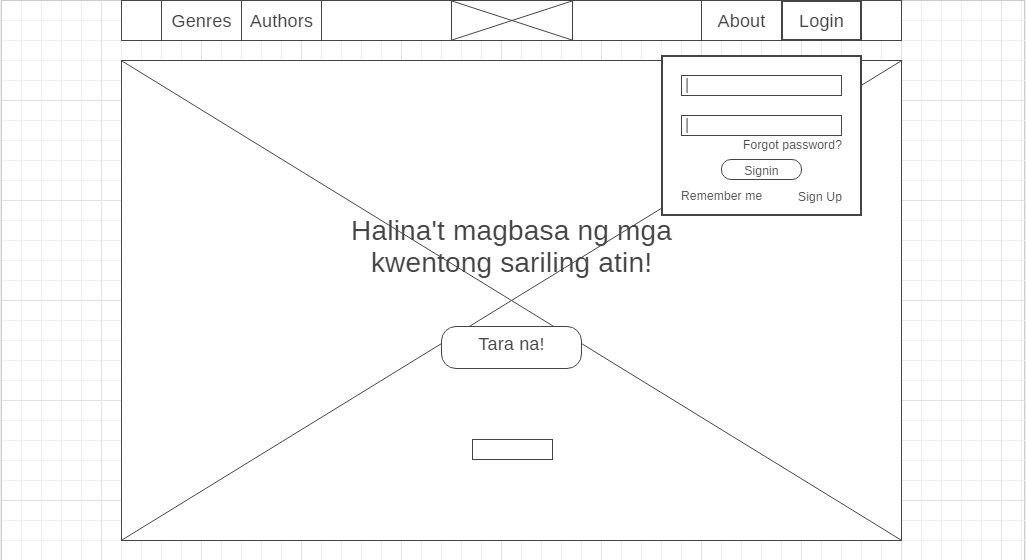 Genres Authors About Login
Forgot password?
Signin
Remember me Sign Up
Halina't magbasa ng mga
kwentong sariling atin!
Tara na!